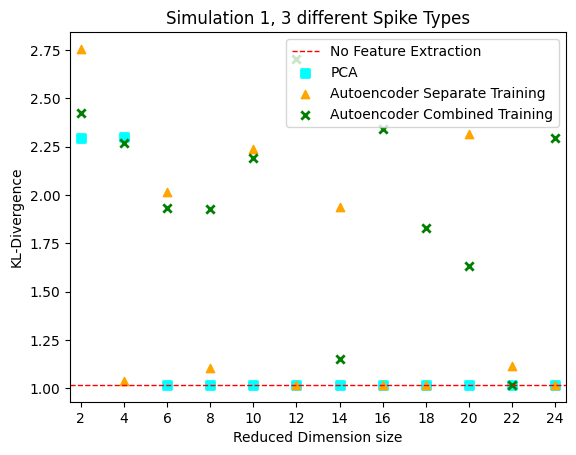 Simulation 1, 3 different Spike Types
No Feature Extraction
PCA
Autoencoder Separate Training
Autoencoder Combined Training
KL-Divergence
2.75
2.50
2.25
2.00
1.75
1.50
1.25
1.00
2 4 6 8 10 12 14 16 18 20 22 24
Reduced Dimension size